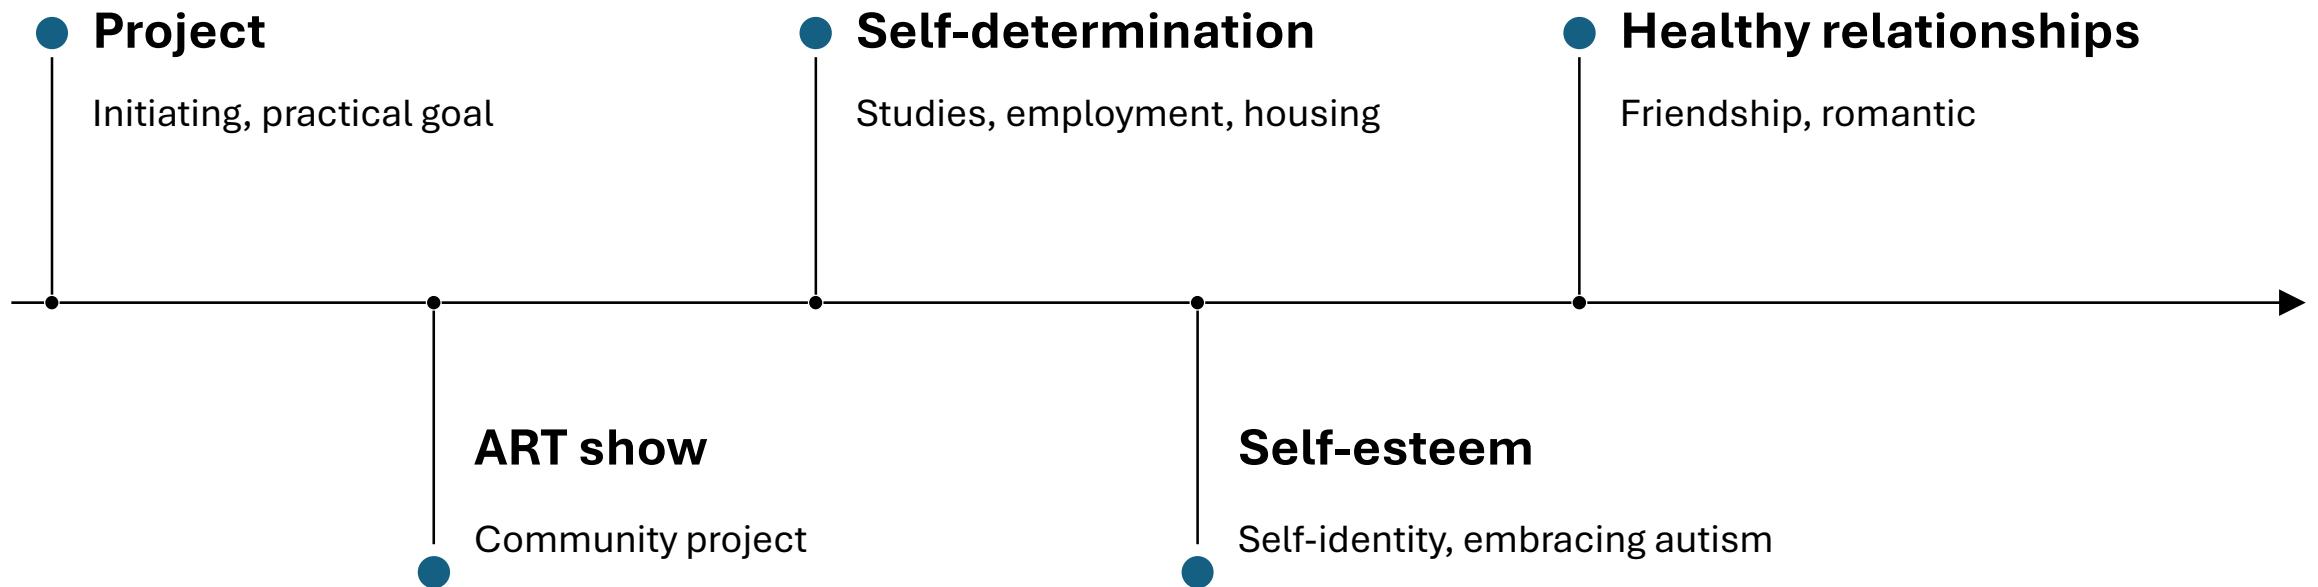 Project
Initiating, practical goal
Self-determination
Studies, employment, housing
Healthy relationships
Friendship, romantic
ART show
Community project
Self-esteem
Self-identity, embracing autism